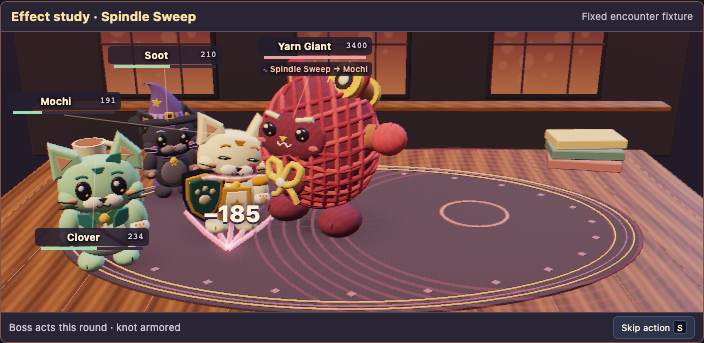 Effect study · Spindle Sweep
Fixed encounter fixture
Soot 210
Yarn Giant 3400
Spindle Sweep → Mochi
Mochi 191
-185
Clover 234
Boss acts this round · knot armored
Skip action S